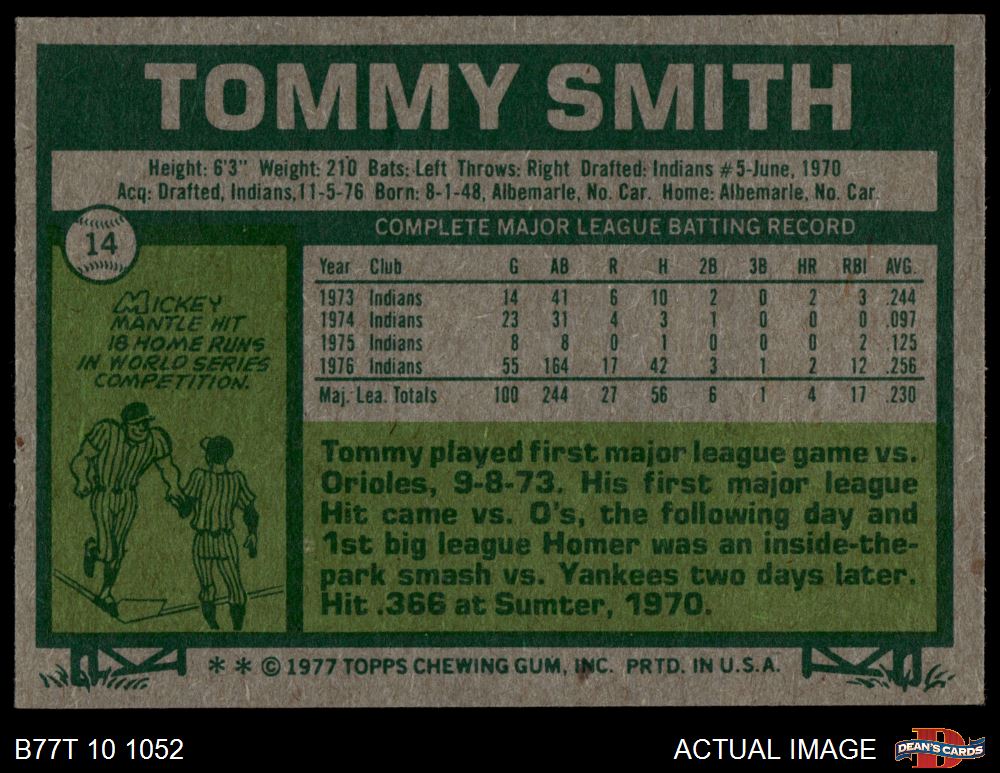 TOMMY SMITH
Height: 6'3" Weight: 210 Bats: Left Throws: Right Drafted: Indians #5-June, 1970
Acq: Drafted, Indians, 11-5-76 Born: 8-1-48, Albemarle, No. Car. Home: Albemarle, No. Car.
14
MICKEY
MANTLE HIT
18 HOME RUNS
IN WORLD SERIES
COMPETITION.
COMPLETE MAJOR LEAGUE BATTING RECORD
Year Club G AB R H 2B 3B HR RBI AVG.
1973 Indians 14 41 6 10 2 0 2 3 .244
1974 Indians 23 31 4 3 1 0 0 0 .097
1975 Indians 8 8 0 1 0 0 0 2 .125
1976 Indians 55 164 17 42 3 1 2 12 .256
Maj. Lea. Totals 100 244 27 56 6 1 4 17 .230
Tommy played first major league game vs.
Orioles, 9-8-73. His first major league
Hit came vs. O's, the following day and
1st big league Homer was an inside-the-
park smash vs. Yankees two days later.
Hit .366 at Sumter, 1970.
* * © 1977 TOPPS CHEWING GUM, INC. PRTD. IN U.S.A.
B77T 10 1052
ACTUAL IMAGE
D
DEAN'S CARDS